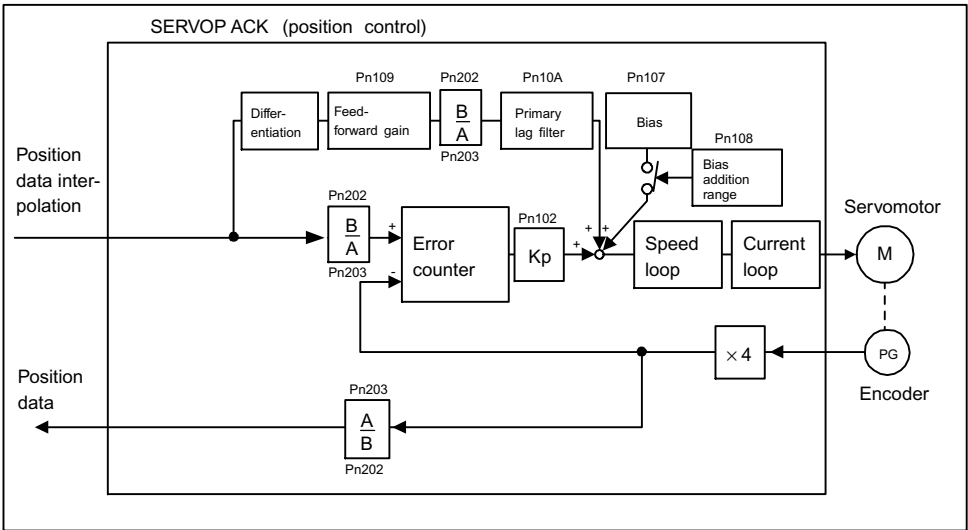 SERVOP ACK (position control)
Pn109
Pn202
Pn10A
Pn107
Differ-
entiation
Feed-
forward gain
B
A
Pn203
Primary
lag filter
Bias
Pn108
Bias
addition
range
Position
data inter-
polation
Pn202
B
A
Pn203
+
-
Error
counter
Pn102
Kp
+
+
+
Speed
loop
Current
loop
Servomotor
M
PG
Encoder
× 4
Position
data
Pn203
A
B
Pn202